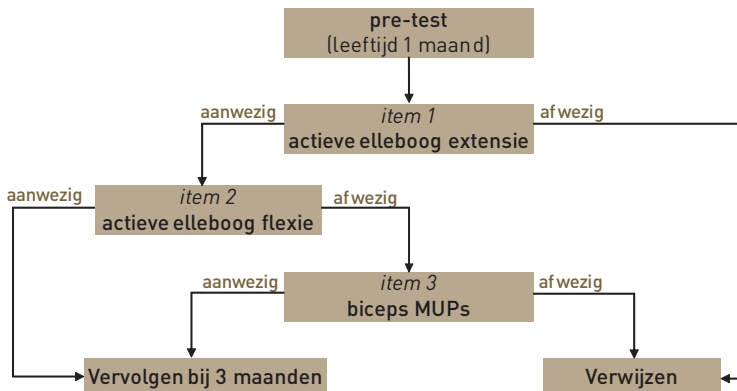 pre-test
(leeftijd 1 maand)
aanwezig
item 1
afwezig
actieve elleboog extensie
aanwezig
item 2
afwezig
actieve elleboog flexie
aanwezig
item 3
afwezig
biceps MUPs
Vervolgen bij 3 maanden
Verwijzen